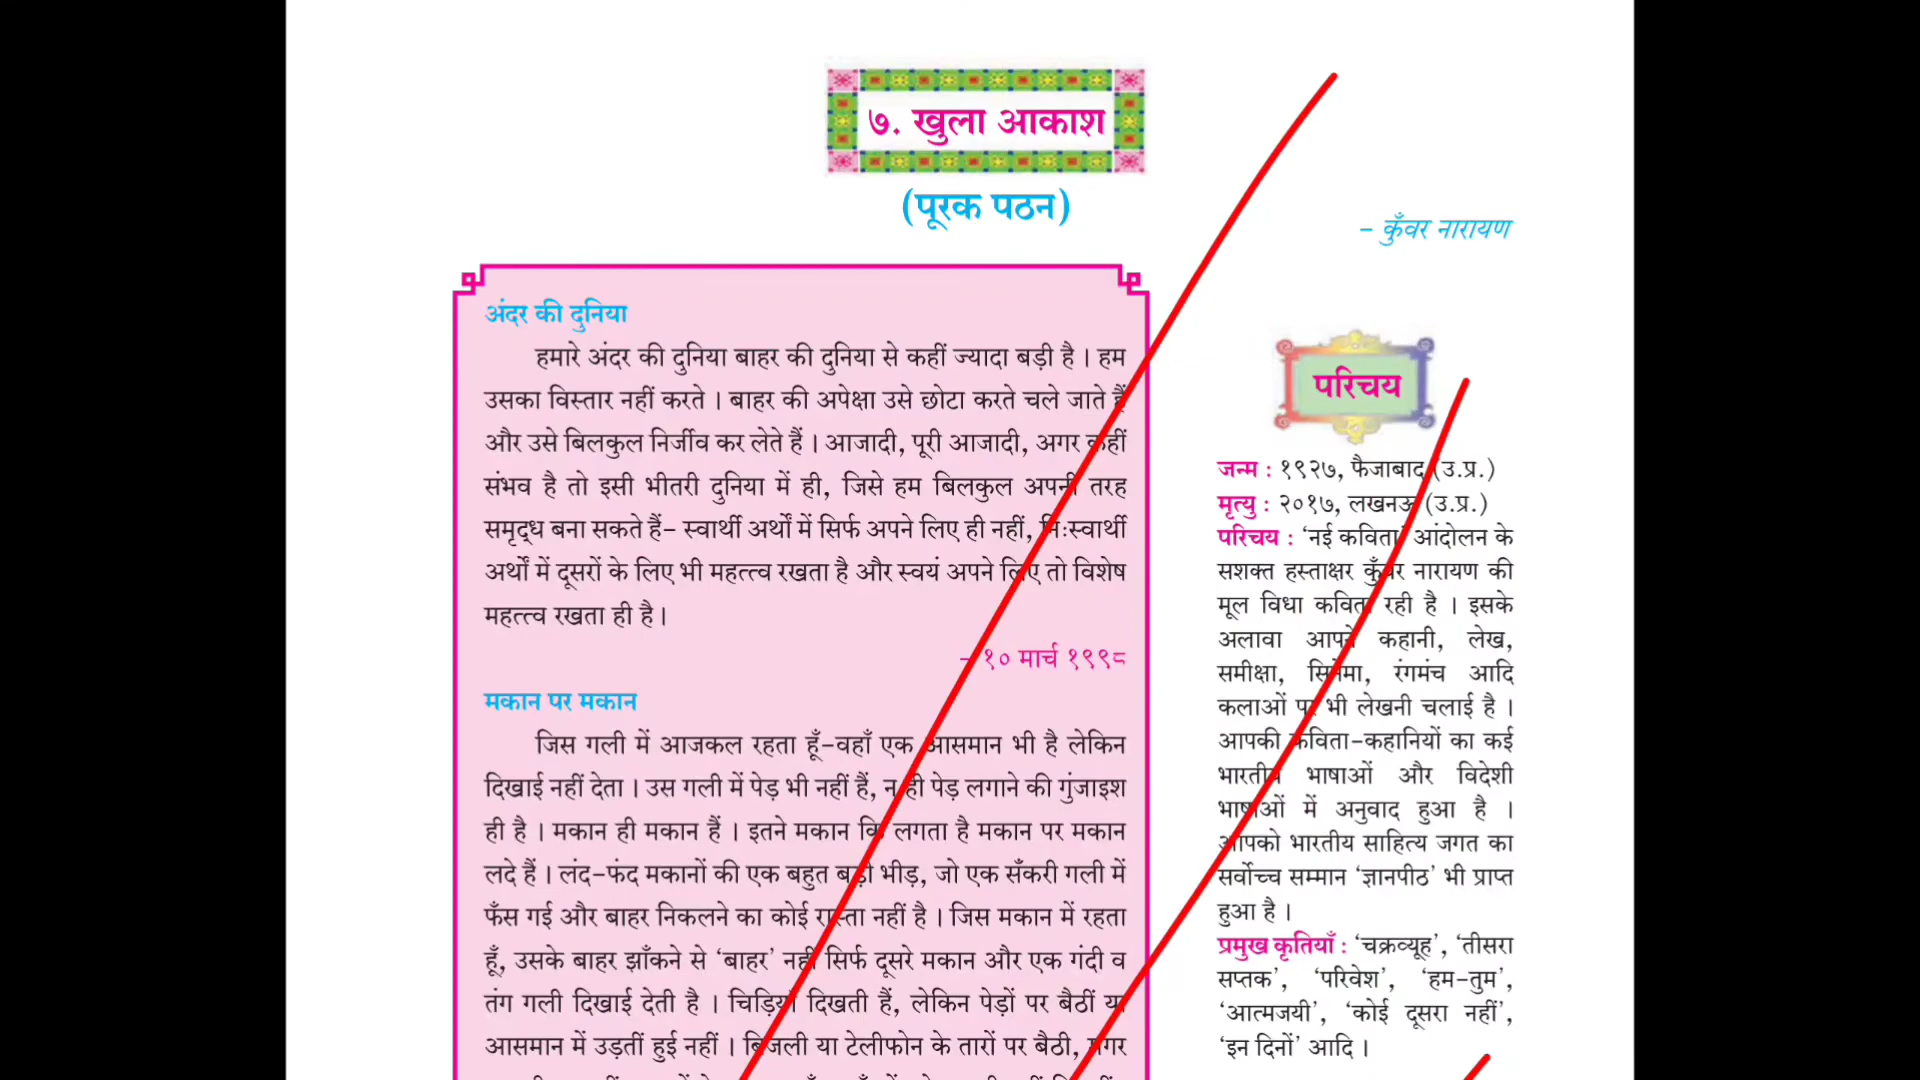 ७. खुला आकाश
(पूरक पठन)
– कुँवर नारायण
अंदर की दुनिया
हमारे अंदर की दुनिया बाहर की दुनिया से कहीं ज्यादा बड़ी है । हम
उसका विस्तार नहीं करते । बाहर की अपेक्षा उसे छोटा करते चले जाते हैं
और उसे बिलकुल निर्जीव कर लेते हैं । आजादी, पूरी आजादी, अगर कहीं
संभव है तो इसी भीतरी दुनिया में ही, जिसे हम बिलकुल अपनी तरह
समृद्ध बना सकते हैं– स्वार्थी अर्थों में सिर्फ अपने लिए ही नहीं, निःस्वार्थी
अर्थों में दूसरों के लिए भी महत्त्व रखता है और स्वयं अपने लिए तो विशेष
महत्त्व रखता ही है ।
– १० मार्च १९९८
मकान पर मकान
जिस गली में आजकल रहता हूँ–वहाँ एक आसमान भी है लेकिन
दिखाई नहीं देता । उस गली में पेड़ भी नहीं हैं, न ही पेड़ लगाने की गुंजाइश
ही है । मकान ही मकान हैं । इतने मकान कि लगता है मकान पर मकान
लदे हैं । लंद–फंद मकानों की एक बहुत बड़ी भीड़, जो एक सँकरी गली में
फँस गई और बाहर निकलने का कोई रास्ता नहीं है । जिस मकान में रहता
हूँ, उसके बाहर झाँकने से ‘बाहर’ नहीं सिर्फ दूसरे मकान और एक गंदी व
तंग गली दिखाई देती है । चिड़ियाँ दिखती हैं, लेकिन पेड़ों पर बैठीं या
आसमान में उड़तीं हुई नहीं । बिजली या टेलीफोन के तारों पर बैठी, मगर
परिचय
जन्म : १९२७, फैजाबाद (उ.प्र.)
मृत्यु : २०१७, लखनऊ (उ.प्र.)
परिचय : ‘नई कविता’ आंदोलन के
सशक्त हस्ताक्षर कुँवर नारायण की
मूल विधा कविता रही है । इसके
अलावा आपने कहानी, लेख,
समीक्षा, सिनेमा, रंगमंच आदि
कलाओं पर भी लेखनी चलाई है ।
आपकी कविता–कहानियों का कई
भारतीय भाषाओं और विदेशी
भाषाओं में अनुवाद हुआ है ।
आपको भारतीय साहित्य जगत का
सर्वोच्च सम्मान ‘ज्ञानपीठ’ भी प्राप्त
हुआ है ।
प्रमुख कृतियाँ : ‘चक्रव्यूह’, ‘तीसरा
सप्तक’, ‘परिवेश’, ‘हम–तुम’,
‘आत्मजयी’, ‘कोई दूसरा नहीं’,
‘इन दिनों’ आदि ।